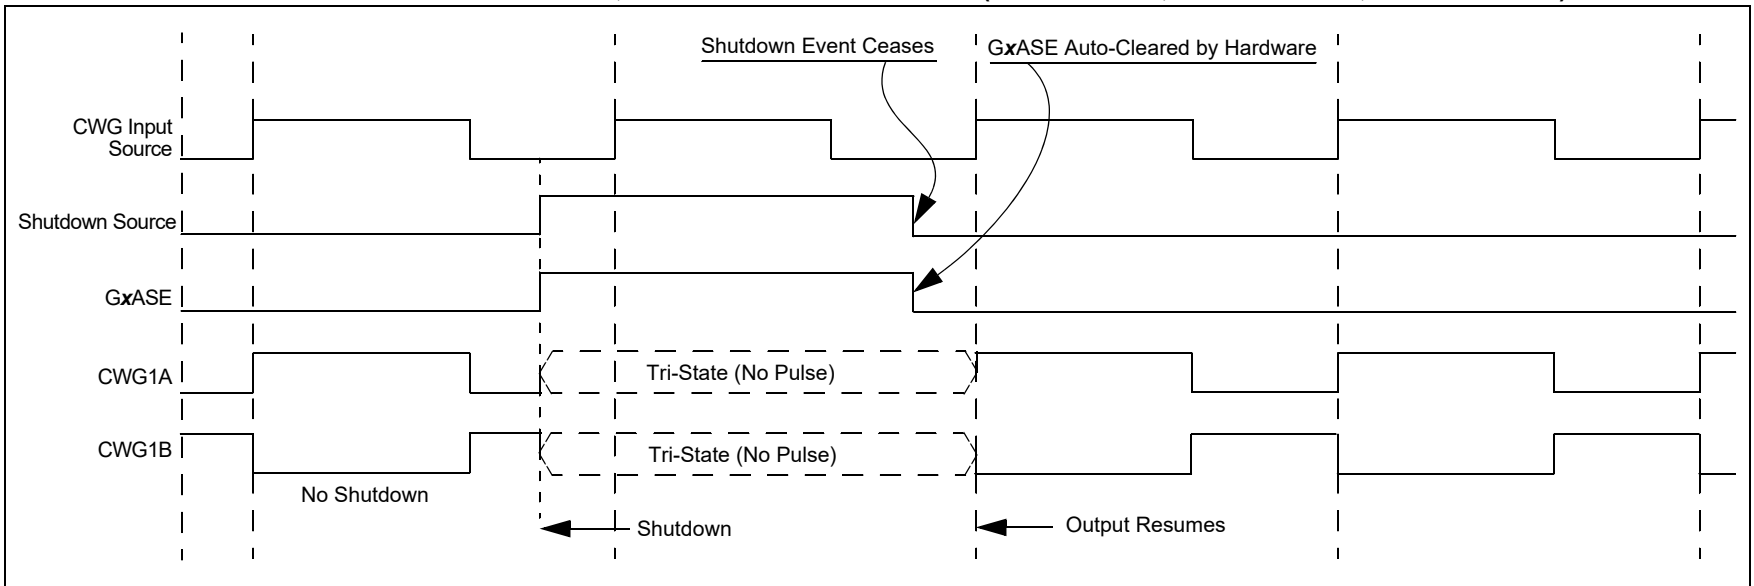 Shutdown Event Ceases
GxASE Auto-Cleared by Hardware
CWG Input
Source
Shutdown Source
GxASE
CWG1A
Tri-State (No Pulse)
CWG1B
Tri-State (No Pulse)
No Shutdown
Shutdown
Output Resumes